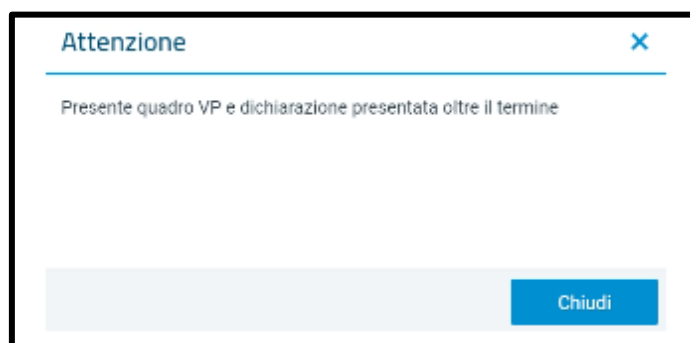 Attenzione
Presente quadro VP e dichiarazione presentata oltre il termine
Chiudi